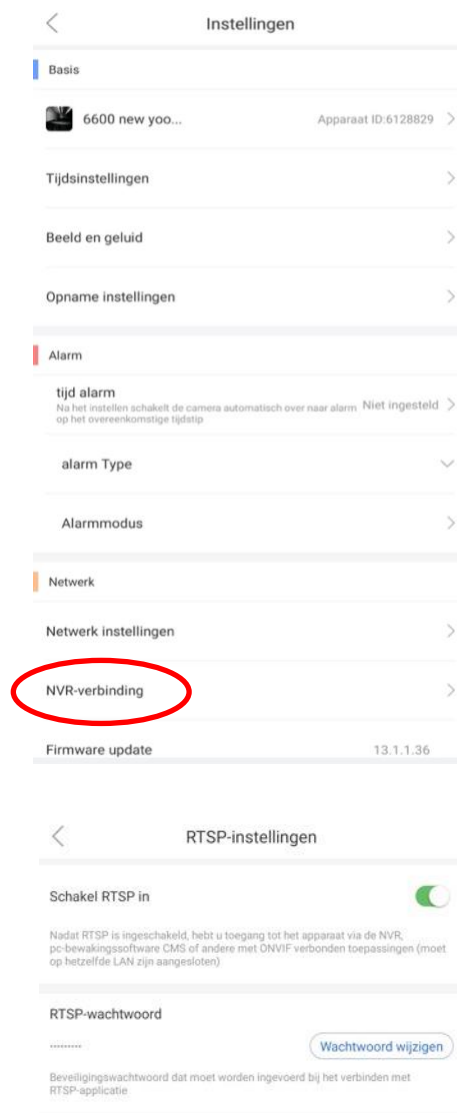 Instellingen
Basis
6600 new yoo... Apparaat ID:6128829
Tijdsinstellingen
Beeld en geluid
Opname instellingen
Alarm
tijd alarm
Na het instellen schakelt de camera automatisch over naar alarm Niet ingesteld
op het overeenkomstige tijdstip
alarm Type
Alarmmodus
Netwerk
Netwerk instellingen
NVR-verbinding
Firmware update 13.1.1.36
RTSP-instellingen
Schakel RTSP in
Nadat RTSP is ingeschakeld, hebt u toegang tot het apparaat via de NVR,
pc-bewakingssoftware CMS of andere met ONVIF verbonden toepassingen (moet
op hetzelfde LAN zijn aangesloten)
RTSP-wachtwoord
.........
Wachtwoord wijzigen
Beveiligingswachtwoord dat moet worden ingevoerd bij het verbinden met
RTSP-applicatie